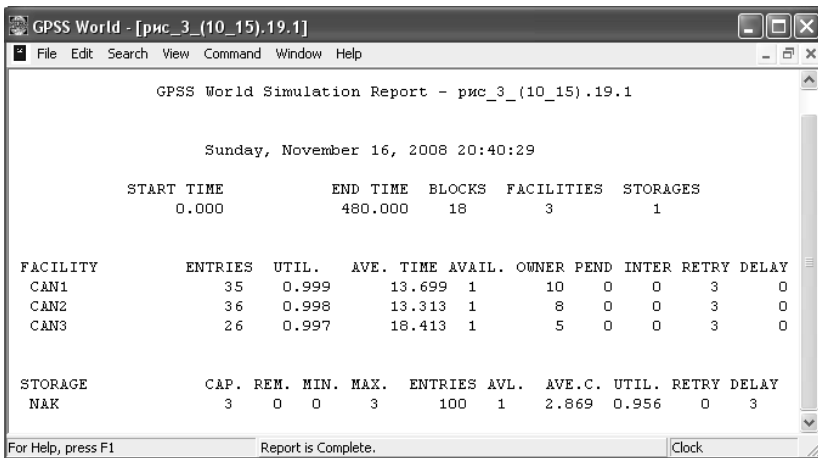 GPSS World - [рис_3_(10_15).19.1]
File Edit Search View Command Window Help
GPSS World Simulation Report - рис_3_(10_15).19.1
Sunday, November 16, 2008 20:40:29
START TIME END TIME BLOCKS FACILITIES STORAGES
0.000 480.000 18 3 1
FACILITY ENTRIES UTIL. AVE. TIME AVAIL. OWNER PEND INTER RETRY DELAY
CAN1 35 0.999 13.699 1 10 0 0 3 0
CAN2 36 0.998 13.313 1 8 0 0 3 0
CAN3 26 0.997 18.413 1 5 0 0 3 0
STORAGE CAP. REM. MIN. MAX. ENTRIES AVL. AVE.C. UTIL. RETRY DELAY
NAK 3 0 0 3 100 1 2.869 0.956 0 3
For Help, press F1 Report is Complete. Clock